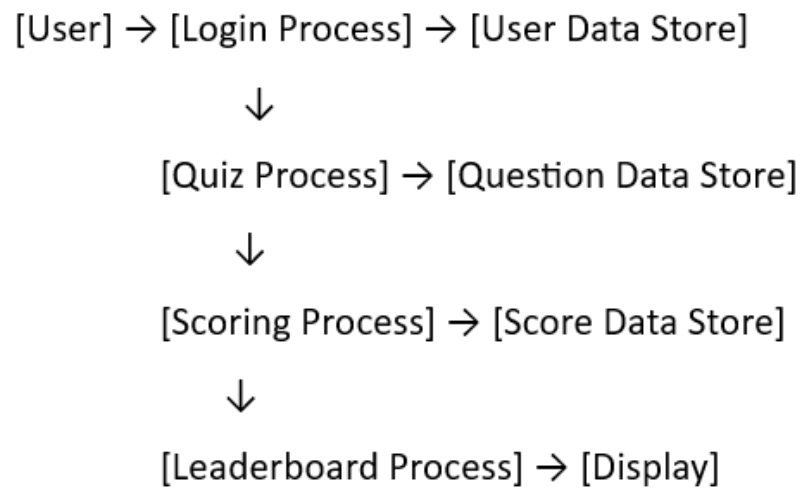 [User] → [Login Process] → [User Data Store]
↓
[Quiz Process] → [Question Data Store]
↓
[Scoring Process] → [Score Data Store]
↓
[Leaderboard Process] → [Display]